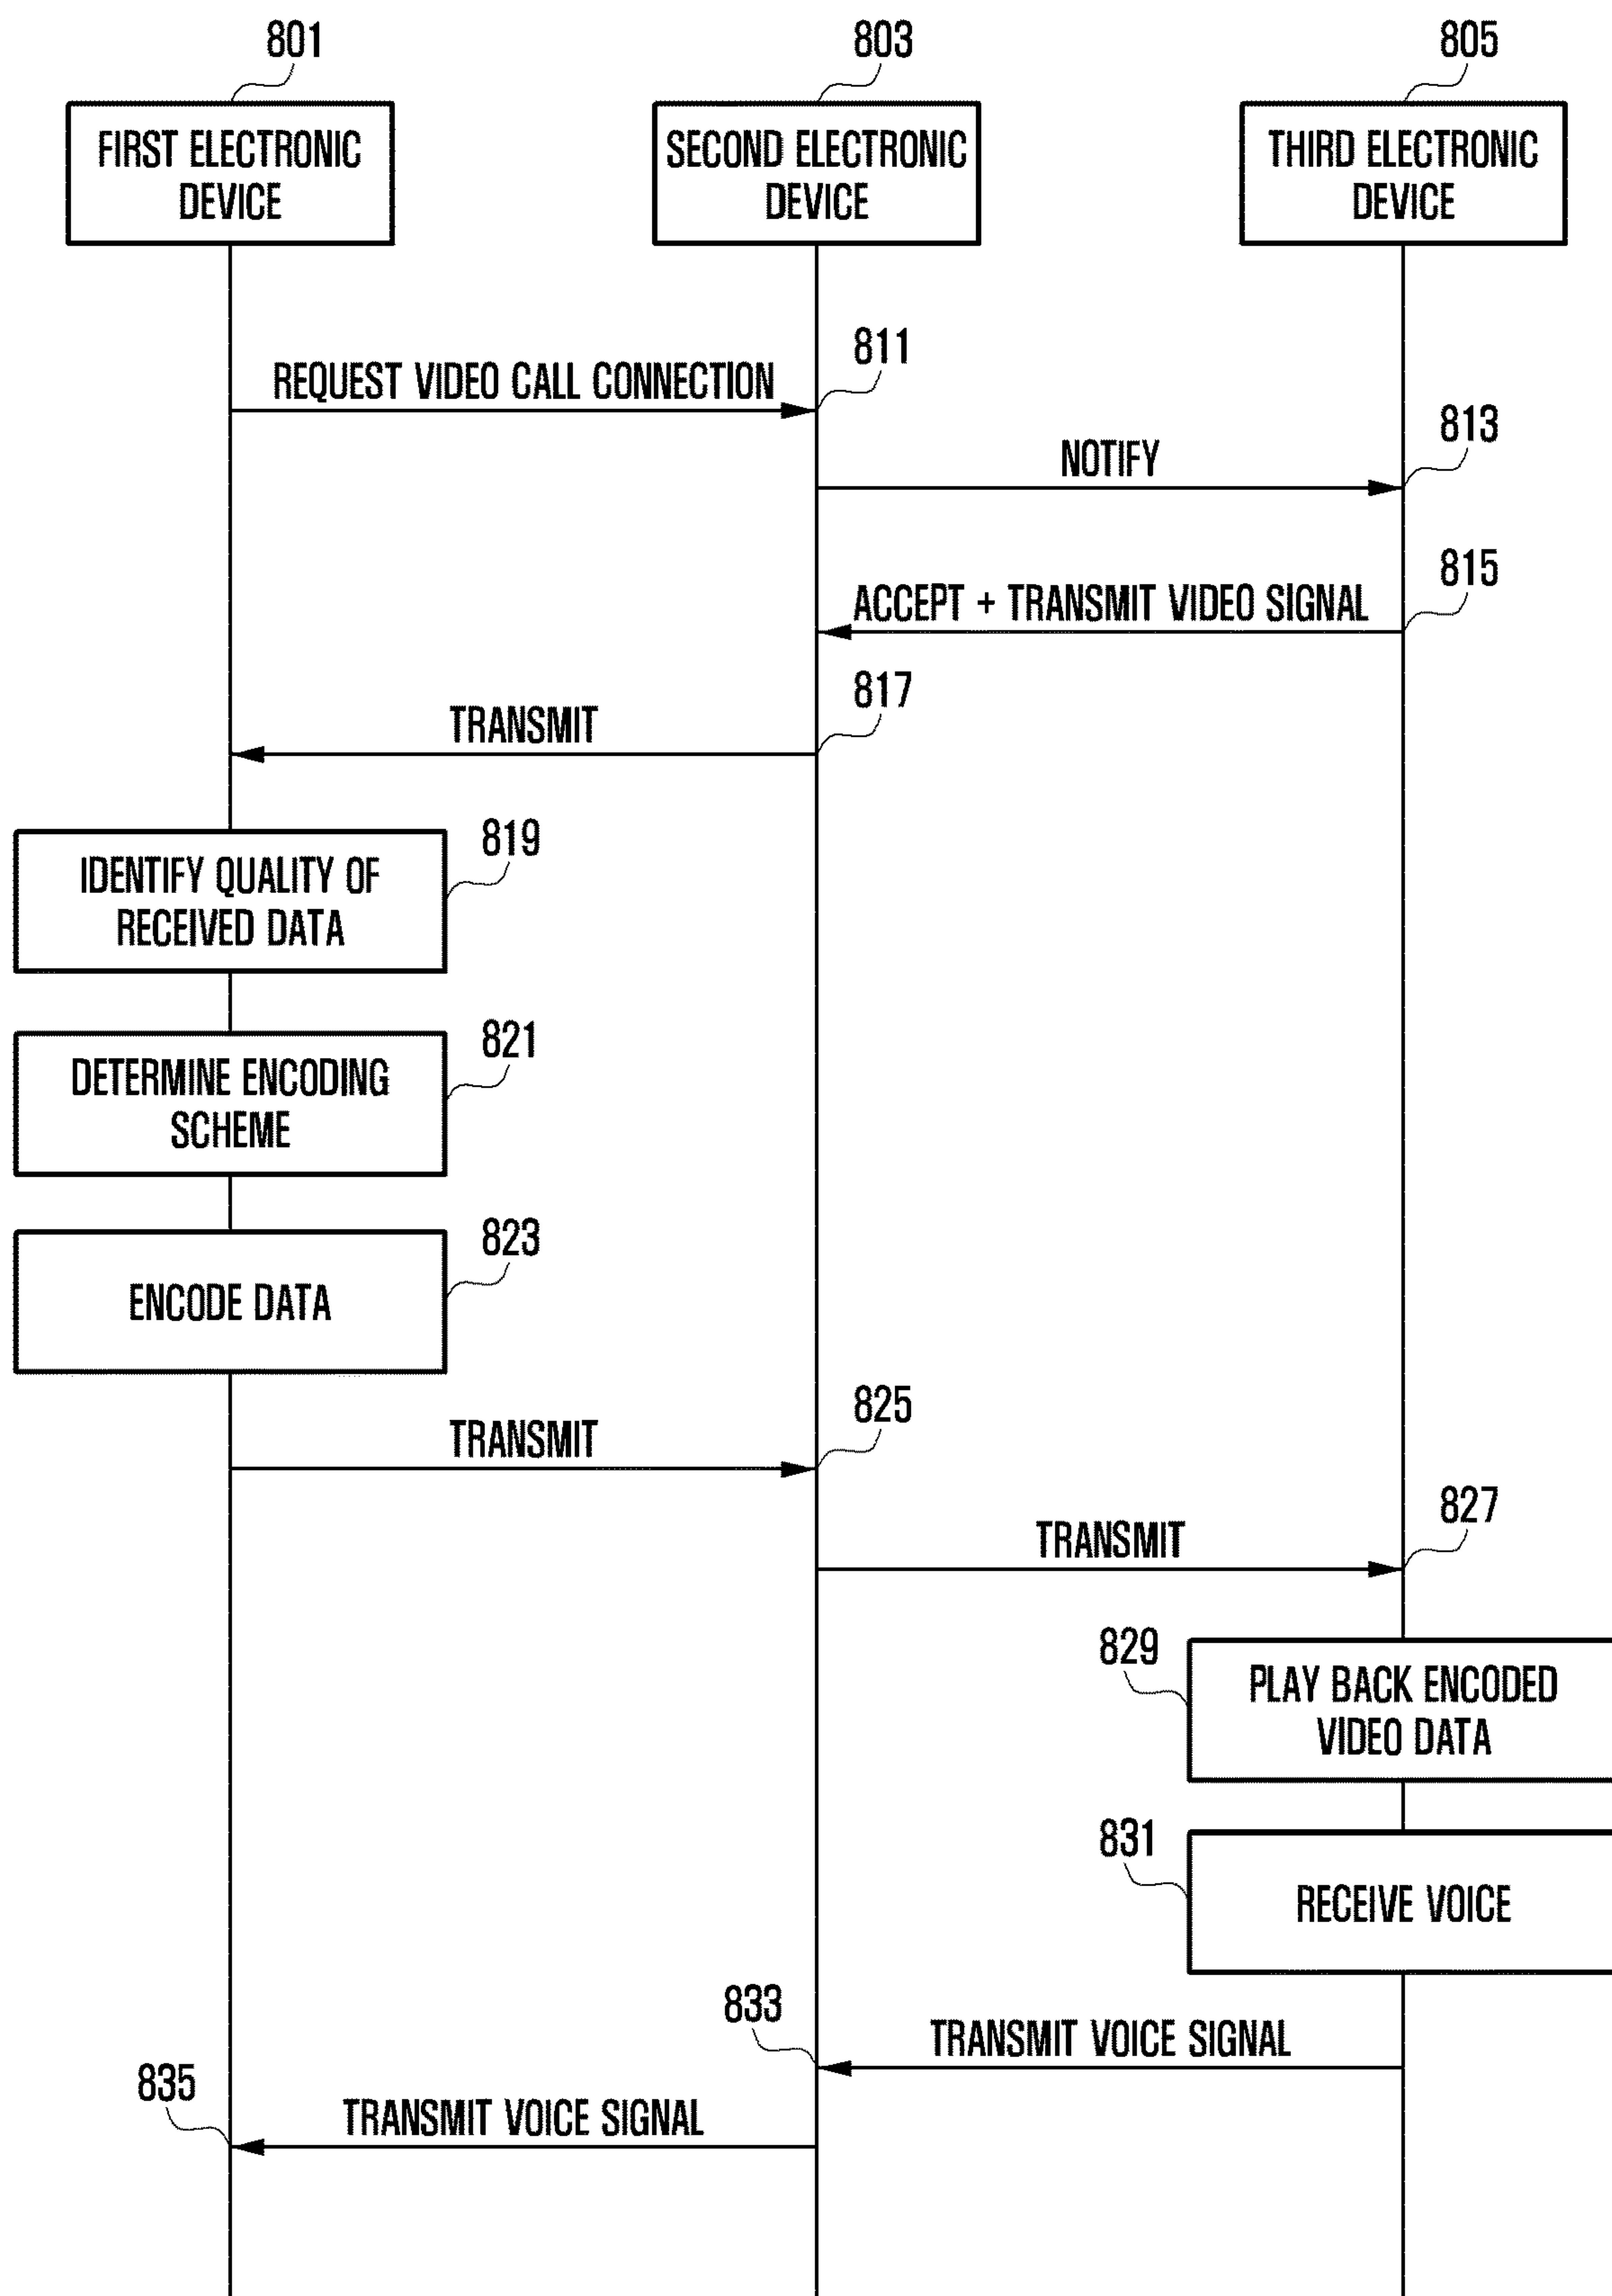 801
803
805
FIRST ELECTRONIC
DEVICE
SECOND ELECTRONIC
DEVICE
THIRD ELECTRONIC
DEVICE
811
REQUEST VIDEO CALL CONNECTION
813
NOTIFY
815
ACCEPT + TRANSMIT VIDEO SIGNAL
817
TRANSMIT
819
IDENTIFY QUALITY OF
RECEIVED DATA
821
DETERMINE ENCODING
SCHEME
823
ENCODE DATA
825
TRANSMIT
827
TRANSMIT
829
PLAY BACK ENCODED
VIDEO DATA
831
RECEIVE VOICE
833
TRANSMIT VOICE SIGNAL
835
TRANSMIT VOICE SIGNAL